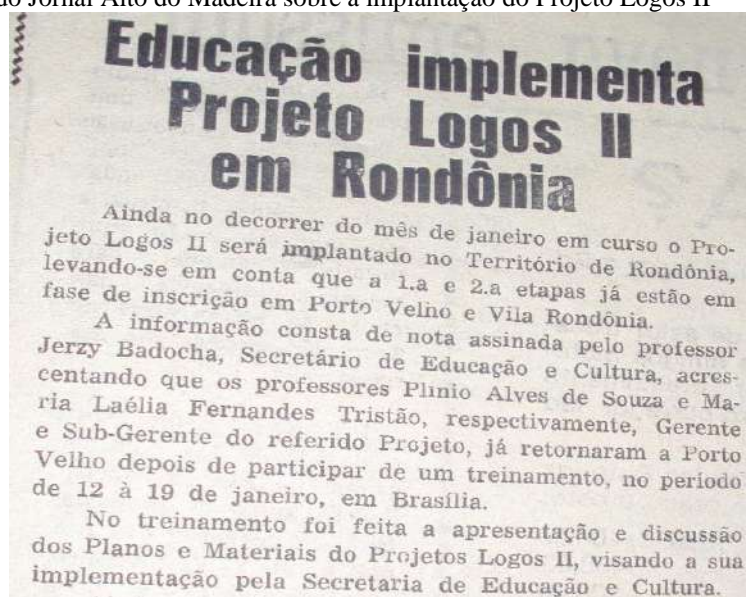 do Jornal Alto do Madeira sobre a implantação do Projeto Logos II
Educação implementa
Projeto Logos II
em Rondônia
Ainda no decorrer do mês de janeiro em curso o Pro-
jeto Logos II será implantado no Território de Rondônia,
levando-se em conta que a 1.a e 2.a etapas já estão em
fase de inscrição em Porto Velho e Vila Rondônia.
A informação consta de nota assinada pelo professor
Jerzy Badocha, Secretário de Educação e Cultura, acres-
centando que os professores Plinio Alves de Souza e Ma-
ria Laélia Fernandes Tristão, respectivamente, Gerente
e Sub-Gerente do referido Projeto, já retornaram a Porto
Velho depois de participar de um treinamento, no período
de 12 à 19 de janeiro, em Brasília.
No treinamento foi feita a apresentação e discussão
dos Planos e Materiais do Projetos Logos II, visando a sua
implementação pela Secretaria de Educação e Cultura.